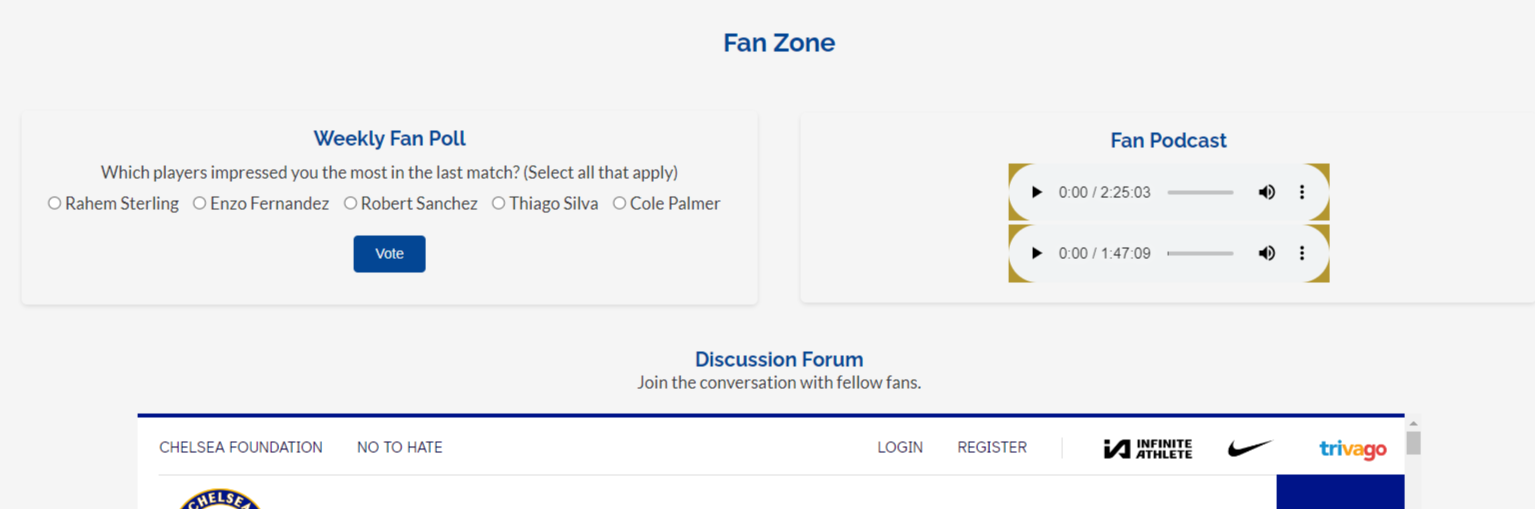 Fan Zone
Weekly Fan Poll
Which players impressed you the most in the last match? (Select all that apply)
Rahem Sterling Enzo Fernandez Robert Sanchez Thiago Silva Cole Palmer
Vote
Fan Podcast
0:00 / 2:25:03
0:00 / 1:47:09
Discussion Forum
Join the conversation with fellow fans.
CHELSEA FOUNDATION NO TO HATE LOGIN REGISTER INFINITE ATHLETE trivago
CHELSEA